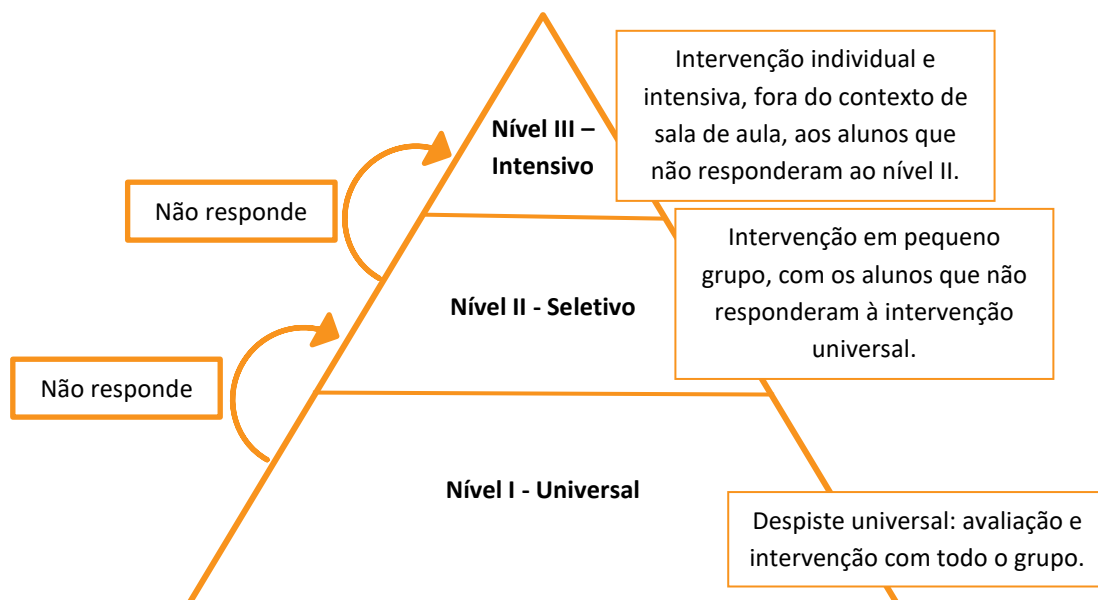 Intervenção individual e
intensiva, fora do contexto de
sala de aula, aos alunos que
não responderam ao nível II.
Nível III –
Intensivo
Não responde
Intervenção em pequeno
grupo, com os alunos que não
responderam à intervenção
universal.
Nível II - Seletivo
Não responde
Nível I - Universal
Despiste universal: avaliação e
intervenção com todo o grupo.